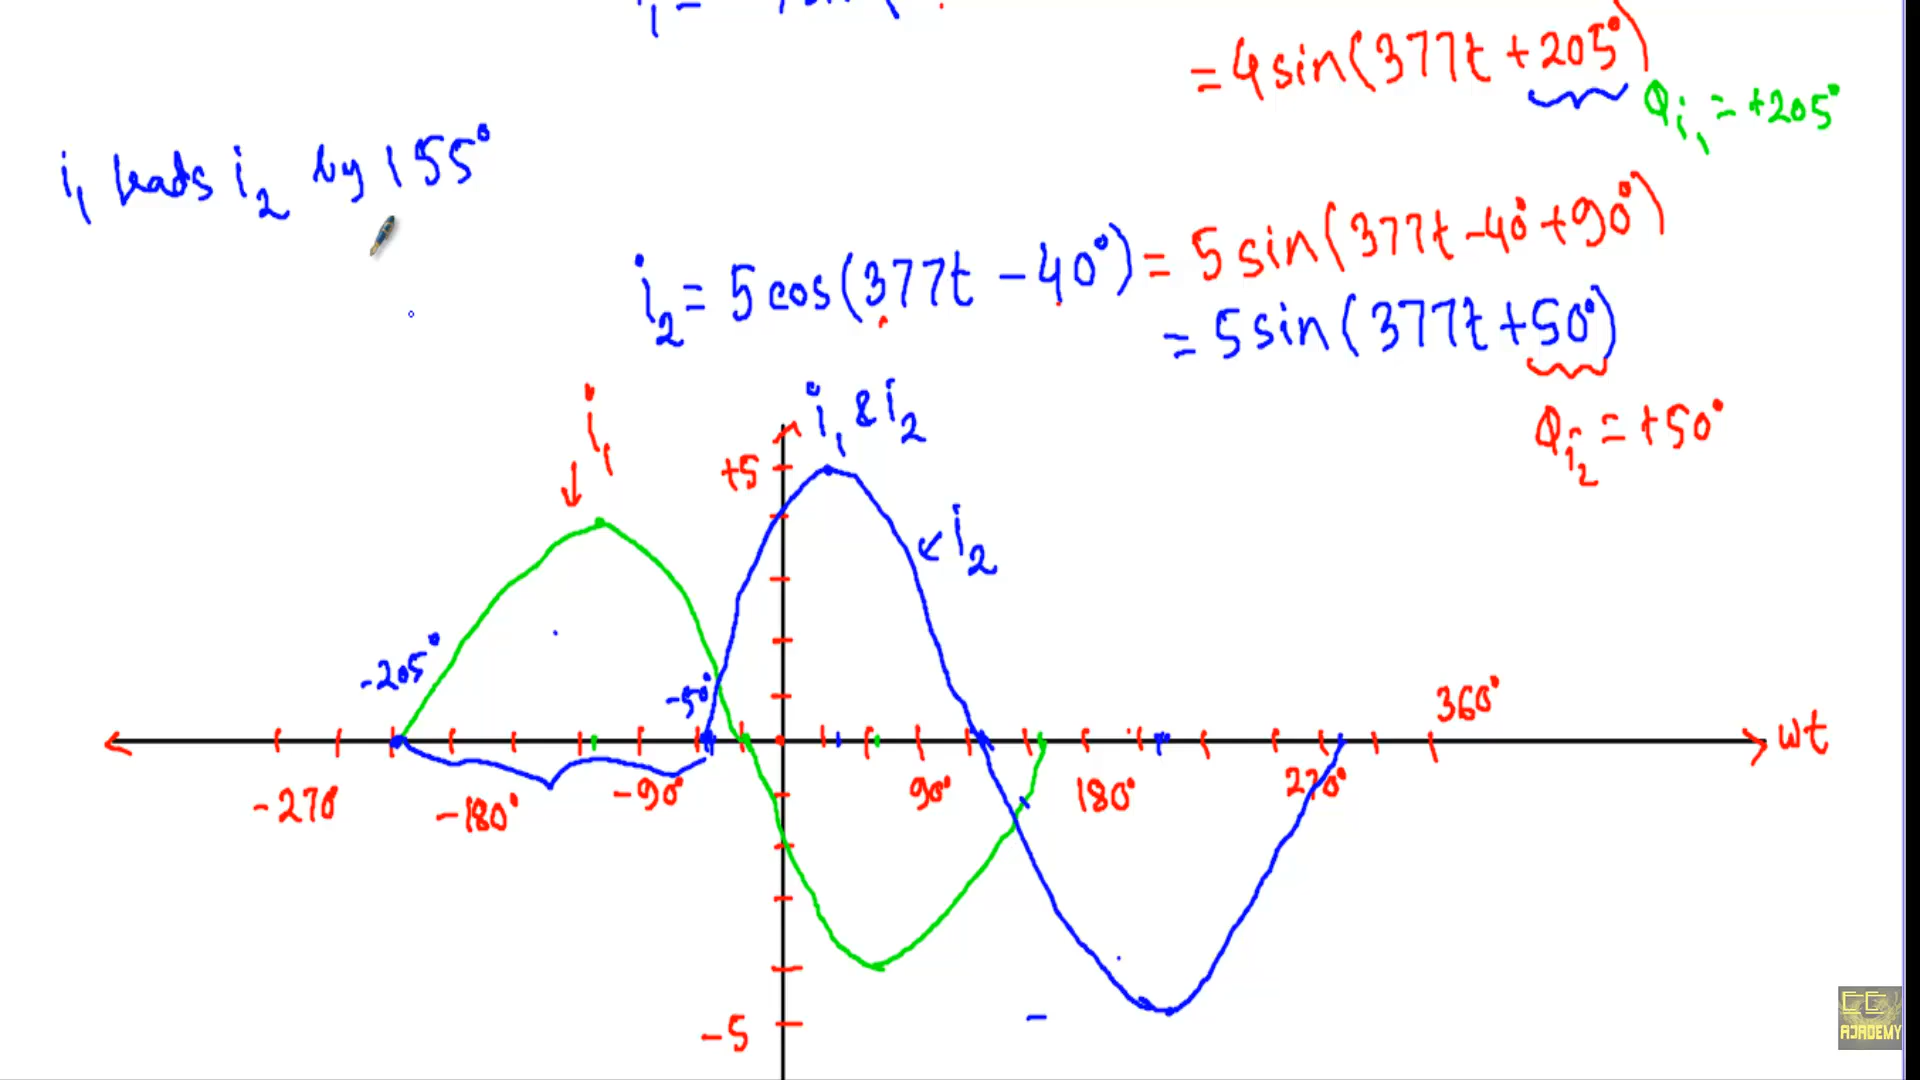 = 4 sin(377t + 205°)
Φi₁ = +205°
i₁ leads i₂ by 155°
i₂ = 5 cos(377t - 40°) = 5 sin(377t - 40° + 90°)
= 5 sin(377t + 50°)
Φi₂ = +50°
i₁
i₁ & i₂
+5
i₂
-205°
-50°
360°
wt
-270°
-180°
-90°
90°
180°
270°
-5
EE
AJADEMY